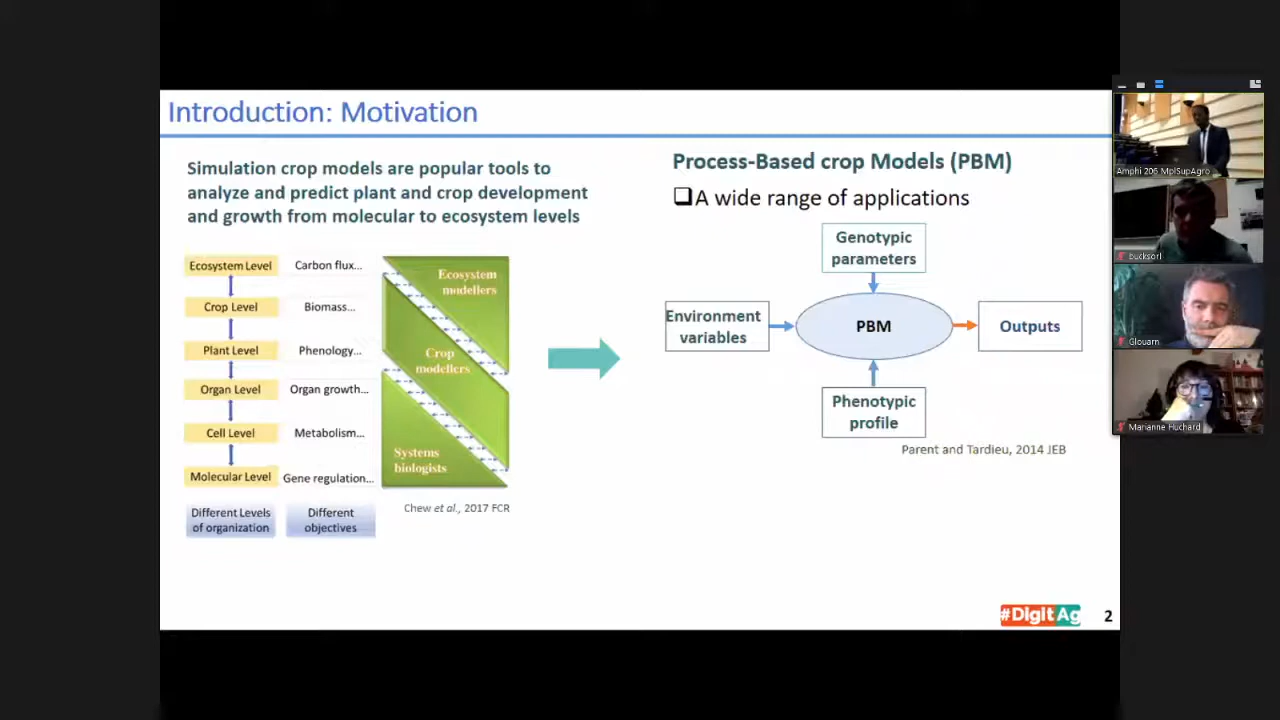 Introduction: Motivation
Simulation crop models are popular tools to
analyze and predict plant and crop development
and growth from molecular to ecosystem levels
Ecosystem Level
Carbon flux...
Crop Level
Biomass...
Plant Level
Phenology...
Organ Level
Organ growth...
Cell Level
Metabolism...
Molecular Level
Gene regulation...
Different Levels
of organization
Different
objectives
Ecosystem
modellers
Crop
modellers
Systems
biologists
Chew et al., 2017 FCR
Process-Based crop Models (PBM)
❑A wide range of applications
Genotypic
parameters
Environment
variables
PBM
Outputs
Phenotypic
profile
Parent and Tardieu, 2014 JEB
#DigitAg
2
Amphi 206 MplSupAgro
bucksorl
Glouarn
Marianne Huchard